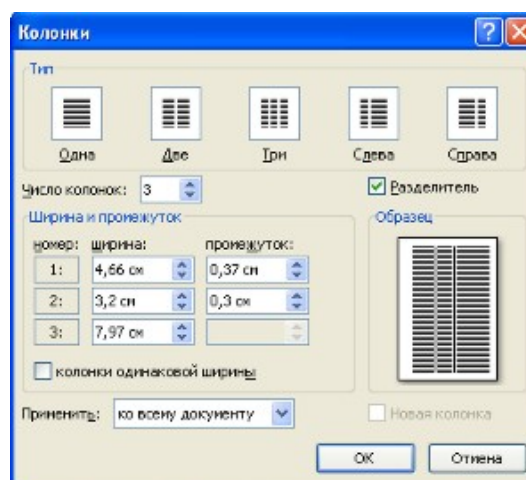 Колонки
Тип
Одна Две Три Слева Справа
Число колонок: 3 Разделитель
Ширина и промежуток Образец
номер: ширина: промежуток:
1: 4,66 см 0,37 см
2: 3,2 см 0,3 см
3: 7,97 см
колонки одинаковой ширины
Применить: ко всему документу Новая колонка
ОК Отмена